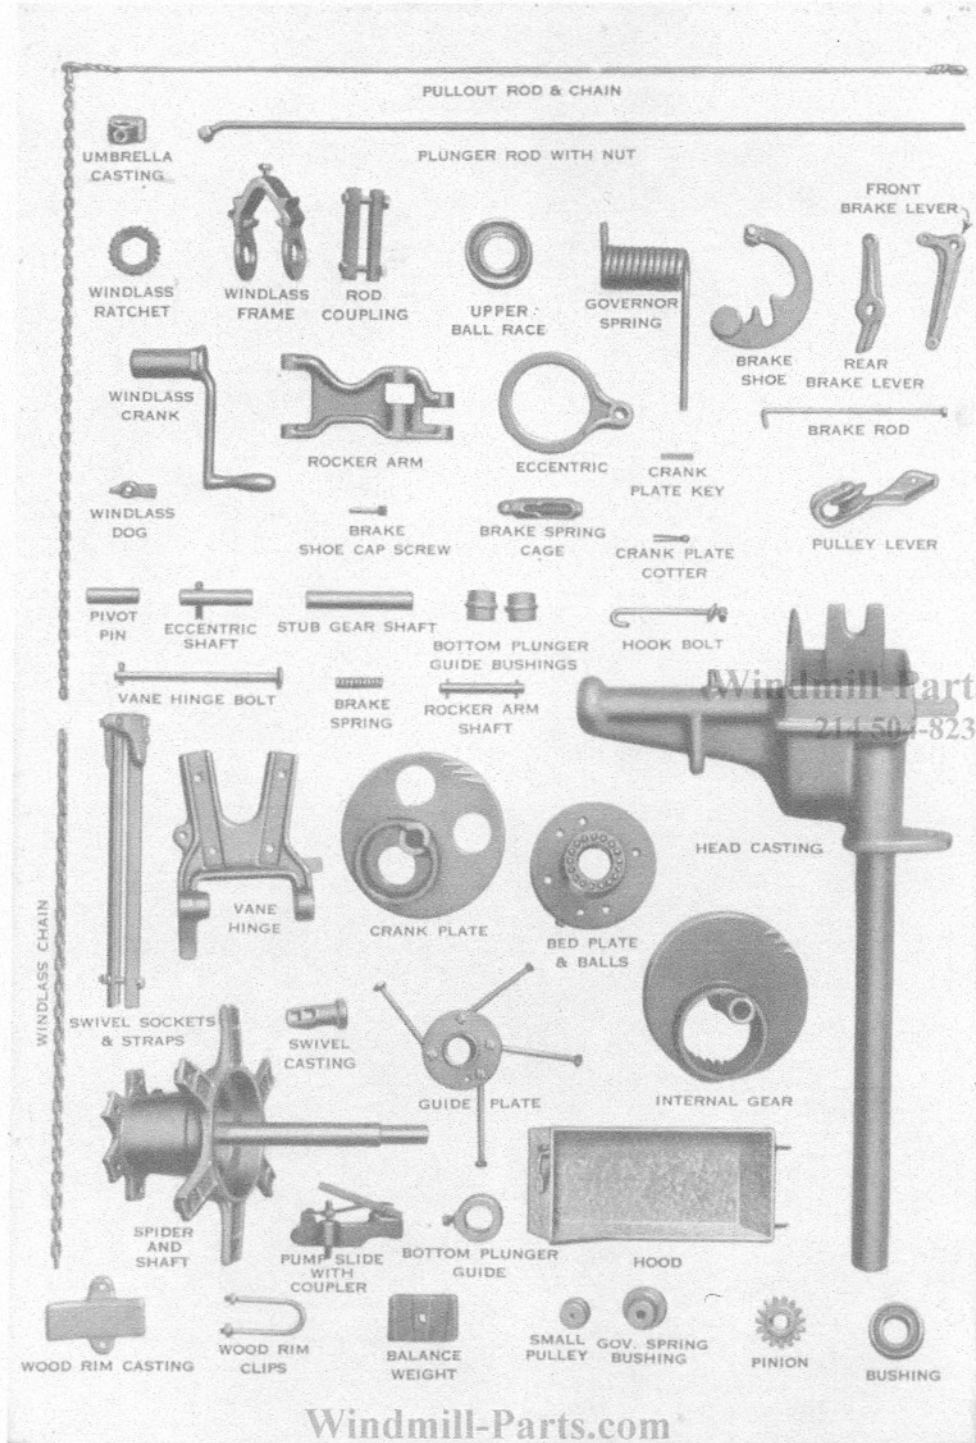 PULLOUT ROD & CHAIN
UMBRELLA
CASTING
PLUNGER ROD WITH NUT
FRONT
BRAKE LEVER
WINDLASS
RATCHET
WINDLASS
FRAME
ROD
COUPLING
UPPER
BALL RACE
GOVERNOR
SPRING
BRAKE
SHOE
REAR
BRAKE LEVER
WINDLASS
CRANK
ROCKER ARM
ECCENTRIC
CRANK
PLATE KEY
BRAKE ROD
WINDLASS
DOG
BRAKE
SHOE CAP SCREW
BRAKE SPRING
CAGE
CRANK PLATE
COTTER
PULLEY LEVER
PIVOT
PIN
ECCENTRIC
SHAFT
STUB GEAR SHAFT
BOTTOM PLUNGER
GUIDE BUSHINGS
HOOK BOLT
VANE HINGE BOLT
BRAKE
SPRING
ROCKER ARM
SHAFT
Windmill-Part
214 504-823
HEAD CASTING
VANE
HINGE
CRANK PLATE
BED PLATE
& BALLS
WINDLASS CHAIN
SWIVEL SOCKETS
& STRAPS
SWIVEL
CASTING
GUIDE PLATE
INTERNAL GEAR
SPIDER
AND
SHAFT
PUMP SLIDE
WITH
COUPLER
BOTTOM PLUNGER
GUIDE
HOOD
WOOD RIM CASTING
WOOD RIM
CLIPS
BALANCE
WEIGHT
SMALL
PULLEY
GOV. SPRING
BUSHING
PINION
BUSHING
Windmill-Parts.com